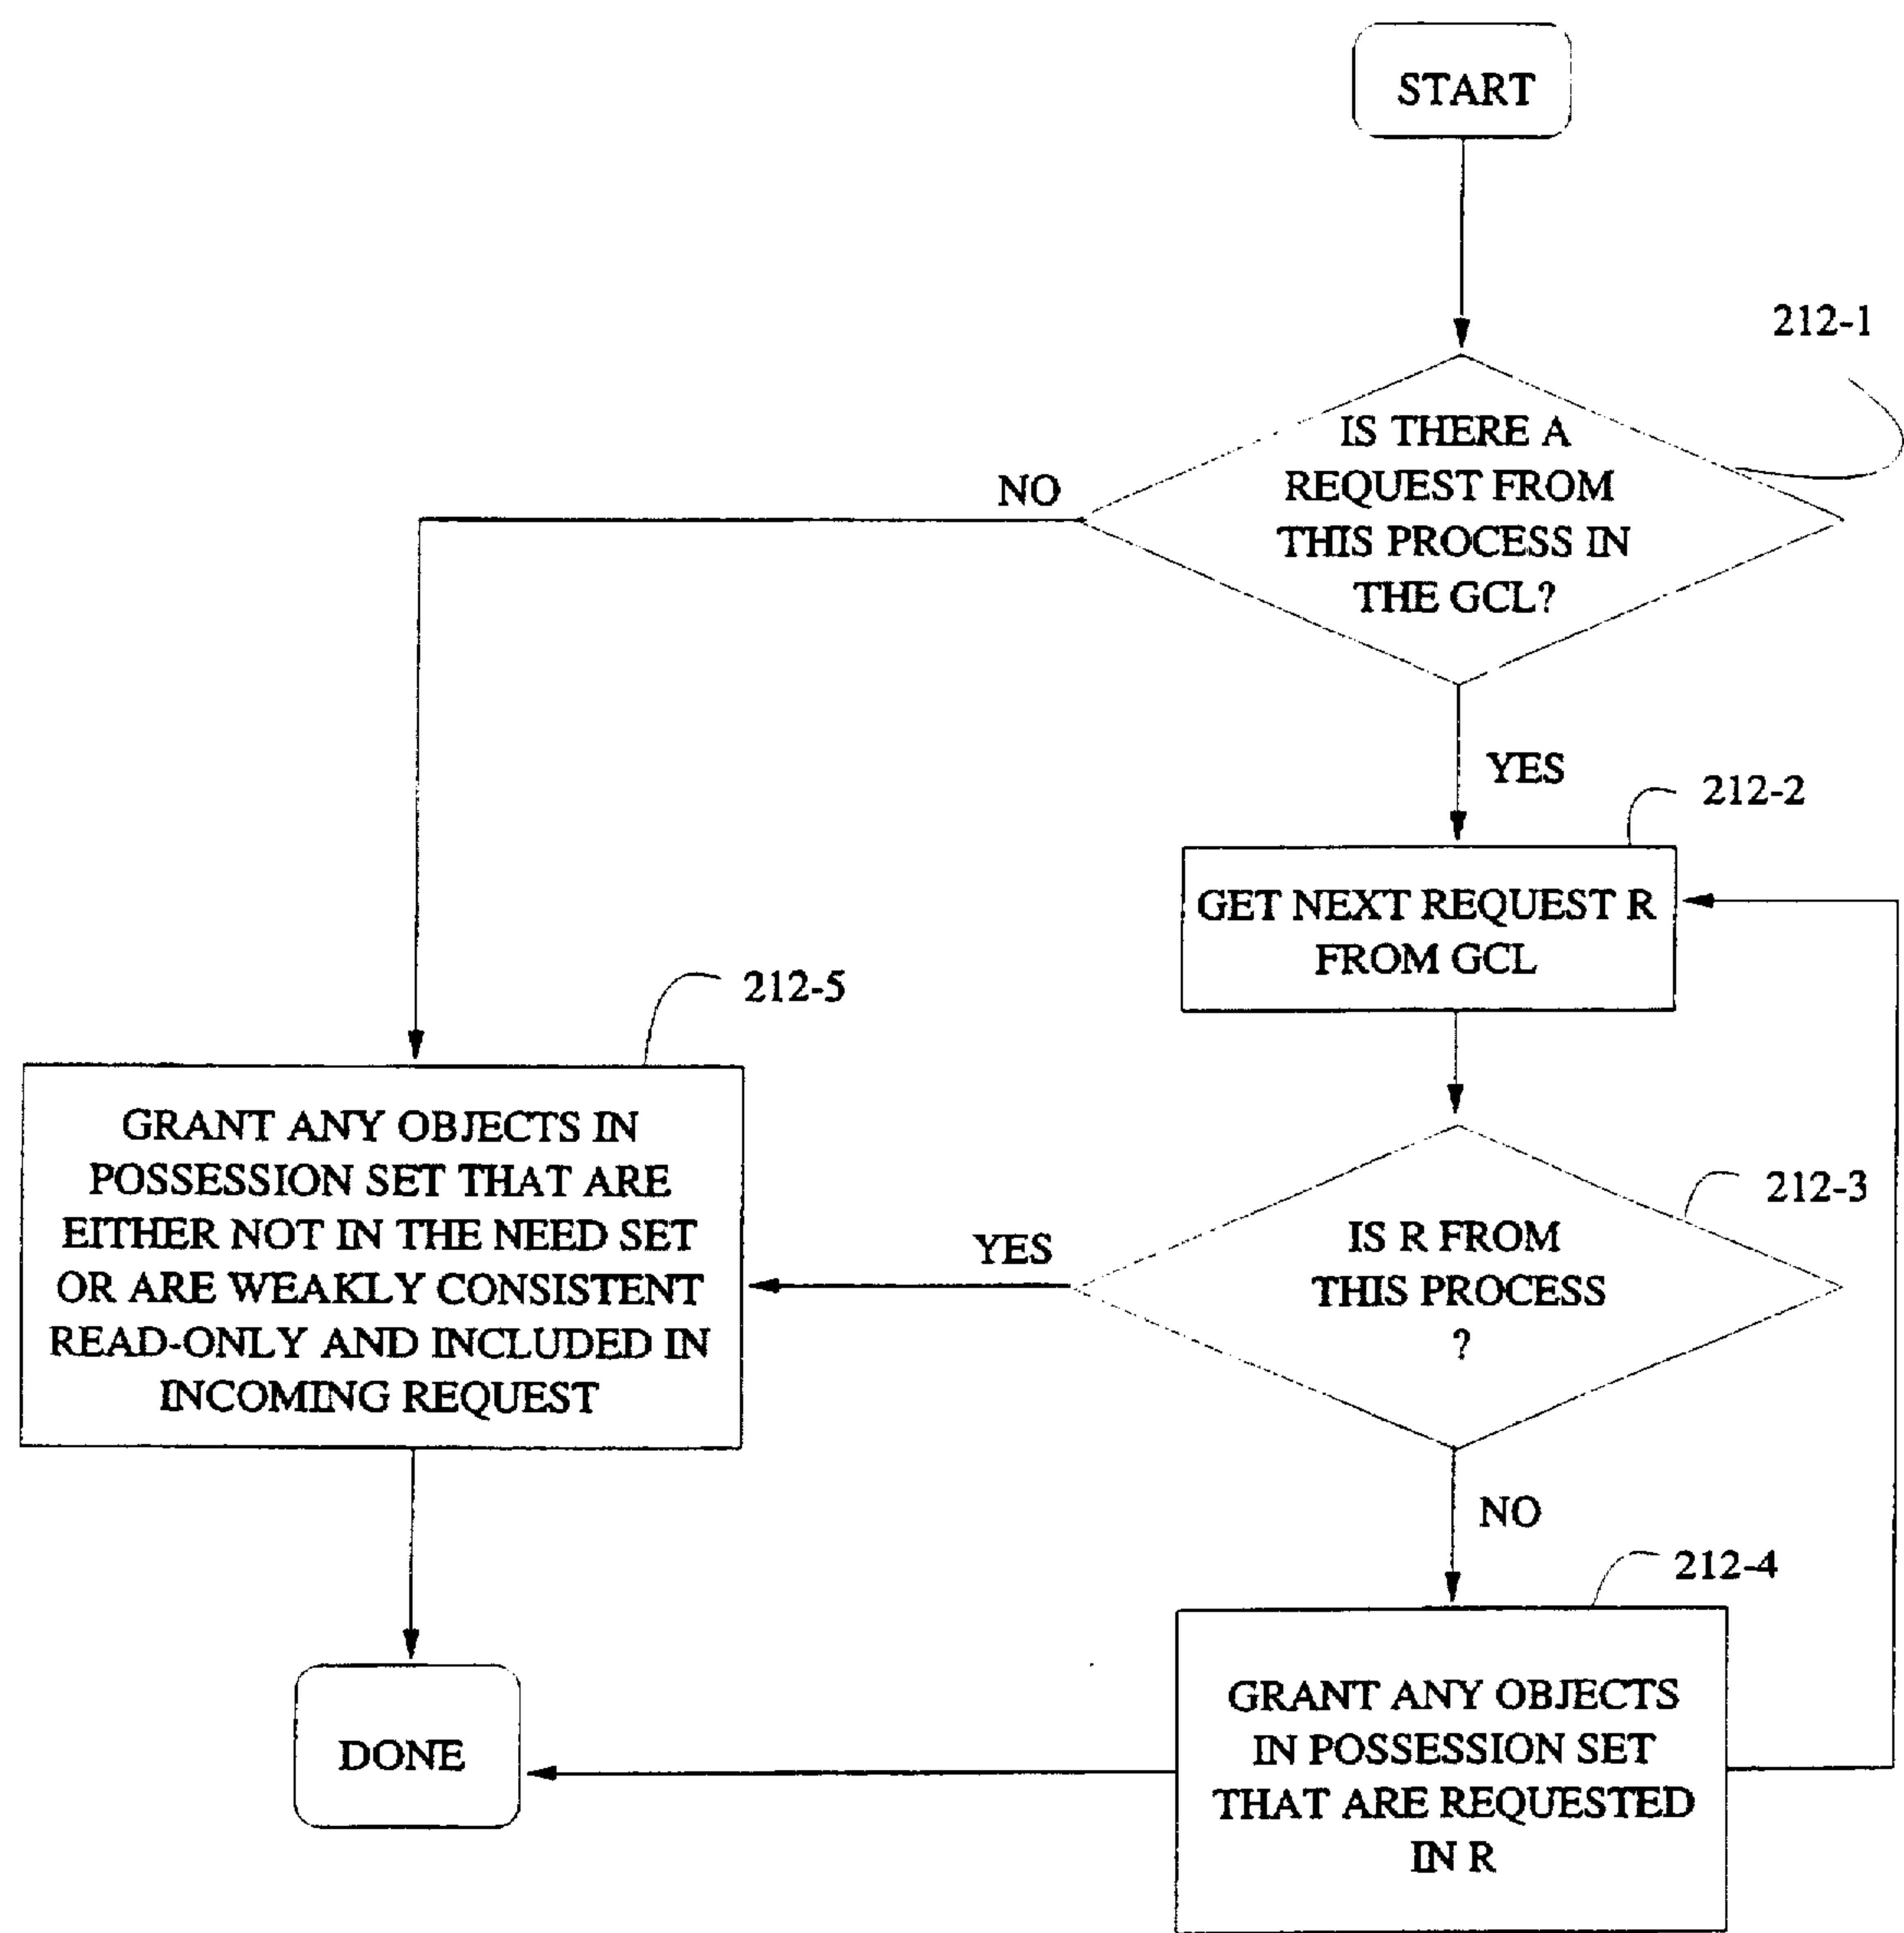 START
212-1
IS THERE A
REQUEST FROM
THIS PROCESS IN
THE GCL?
NO
YES
212-2
GET NEXT REQUEST R
FROM GCL
212-5
GRANT ANY OBJECTS IN
POSSESSION SET THAT ARE
EITHER NOT IN THE NEED SET
OR ARE WEAKLY CONSISTENT
READ-ONLY AND INCLUDED IN
INCOMING REQUEST
212-3
IS R FROM
THIS PROCESS
?
YES
NO
212-4
GRANT ANY OBJECTS
IN POSSESSION SET
THAT ARE REQUESTED
IN R
DONE